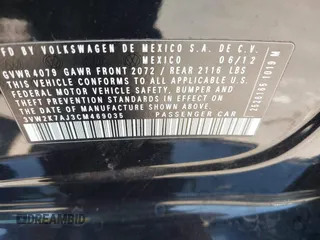 BY VOLKSWAGEN DE MEXICO S.A. DE C.V.
MEXICO 06/12
GVWR 4079 GAWR FRONT 2072 / REAR 2116 LBS
THIS VEHICLE CONFORMS TO ALL APPLICABLE U.S.
FEDERAL MOTOR VEHICLE SAFETY, BUMPER AND
THEFT PREVENTION STANDARDS IN EFFECT ON THE
DATE OF MANUFACTURE SHOWN ABOVE.
3VW2K7AJ3CM469035 PASSENGER CAR
1019 M
DREAMBID